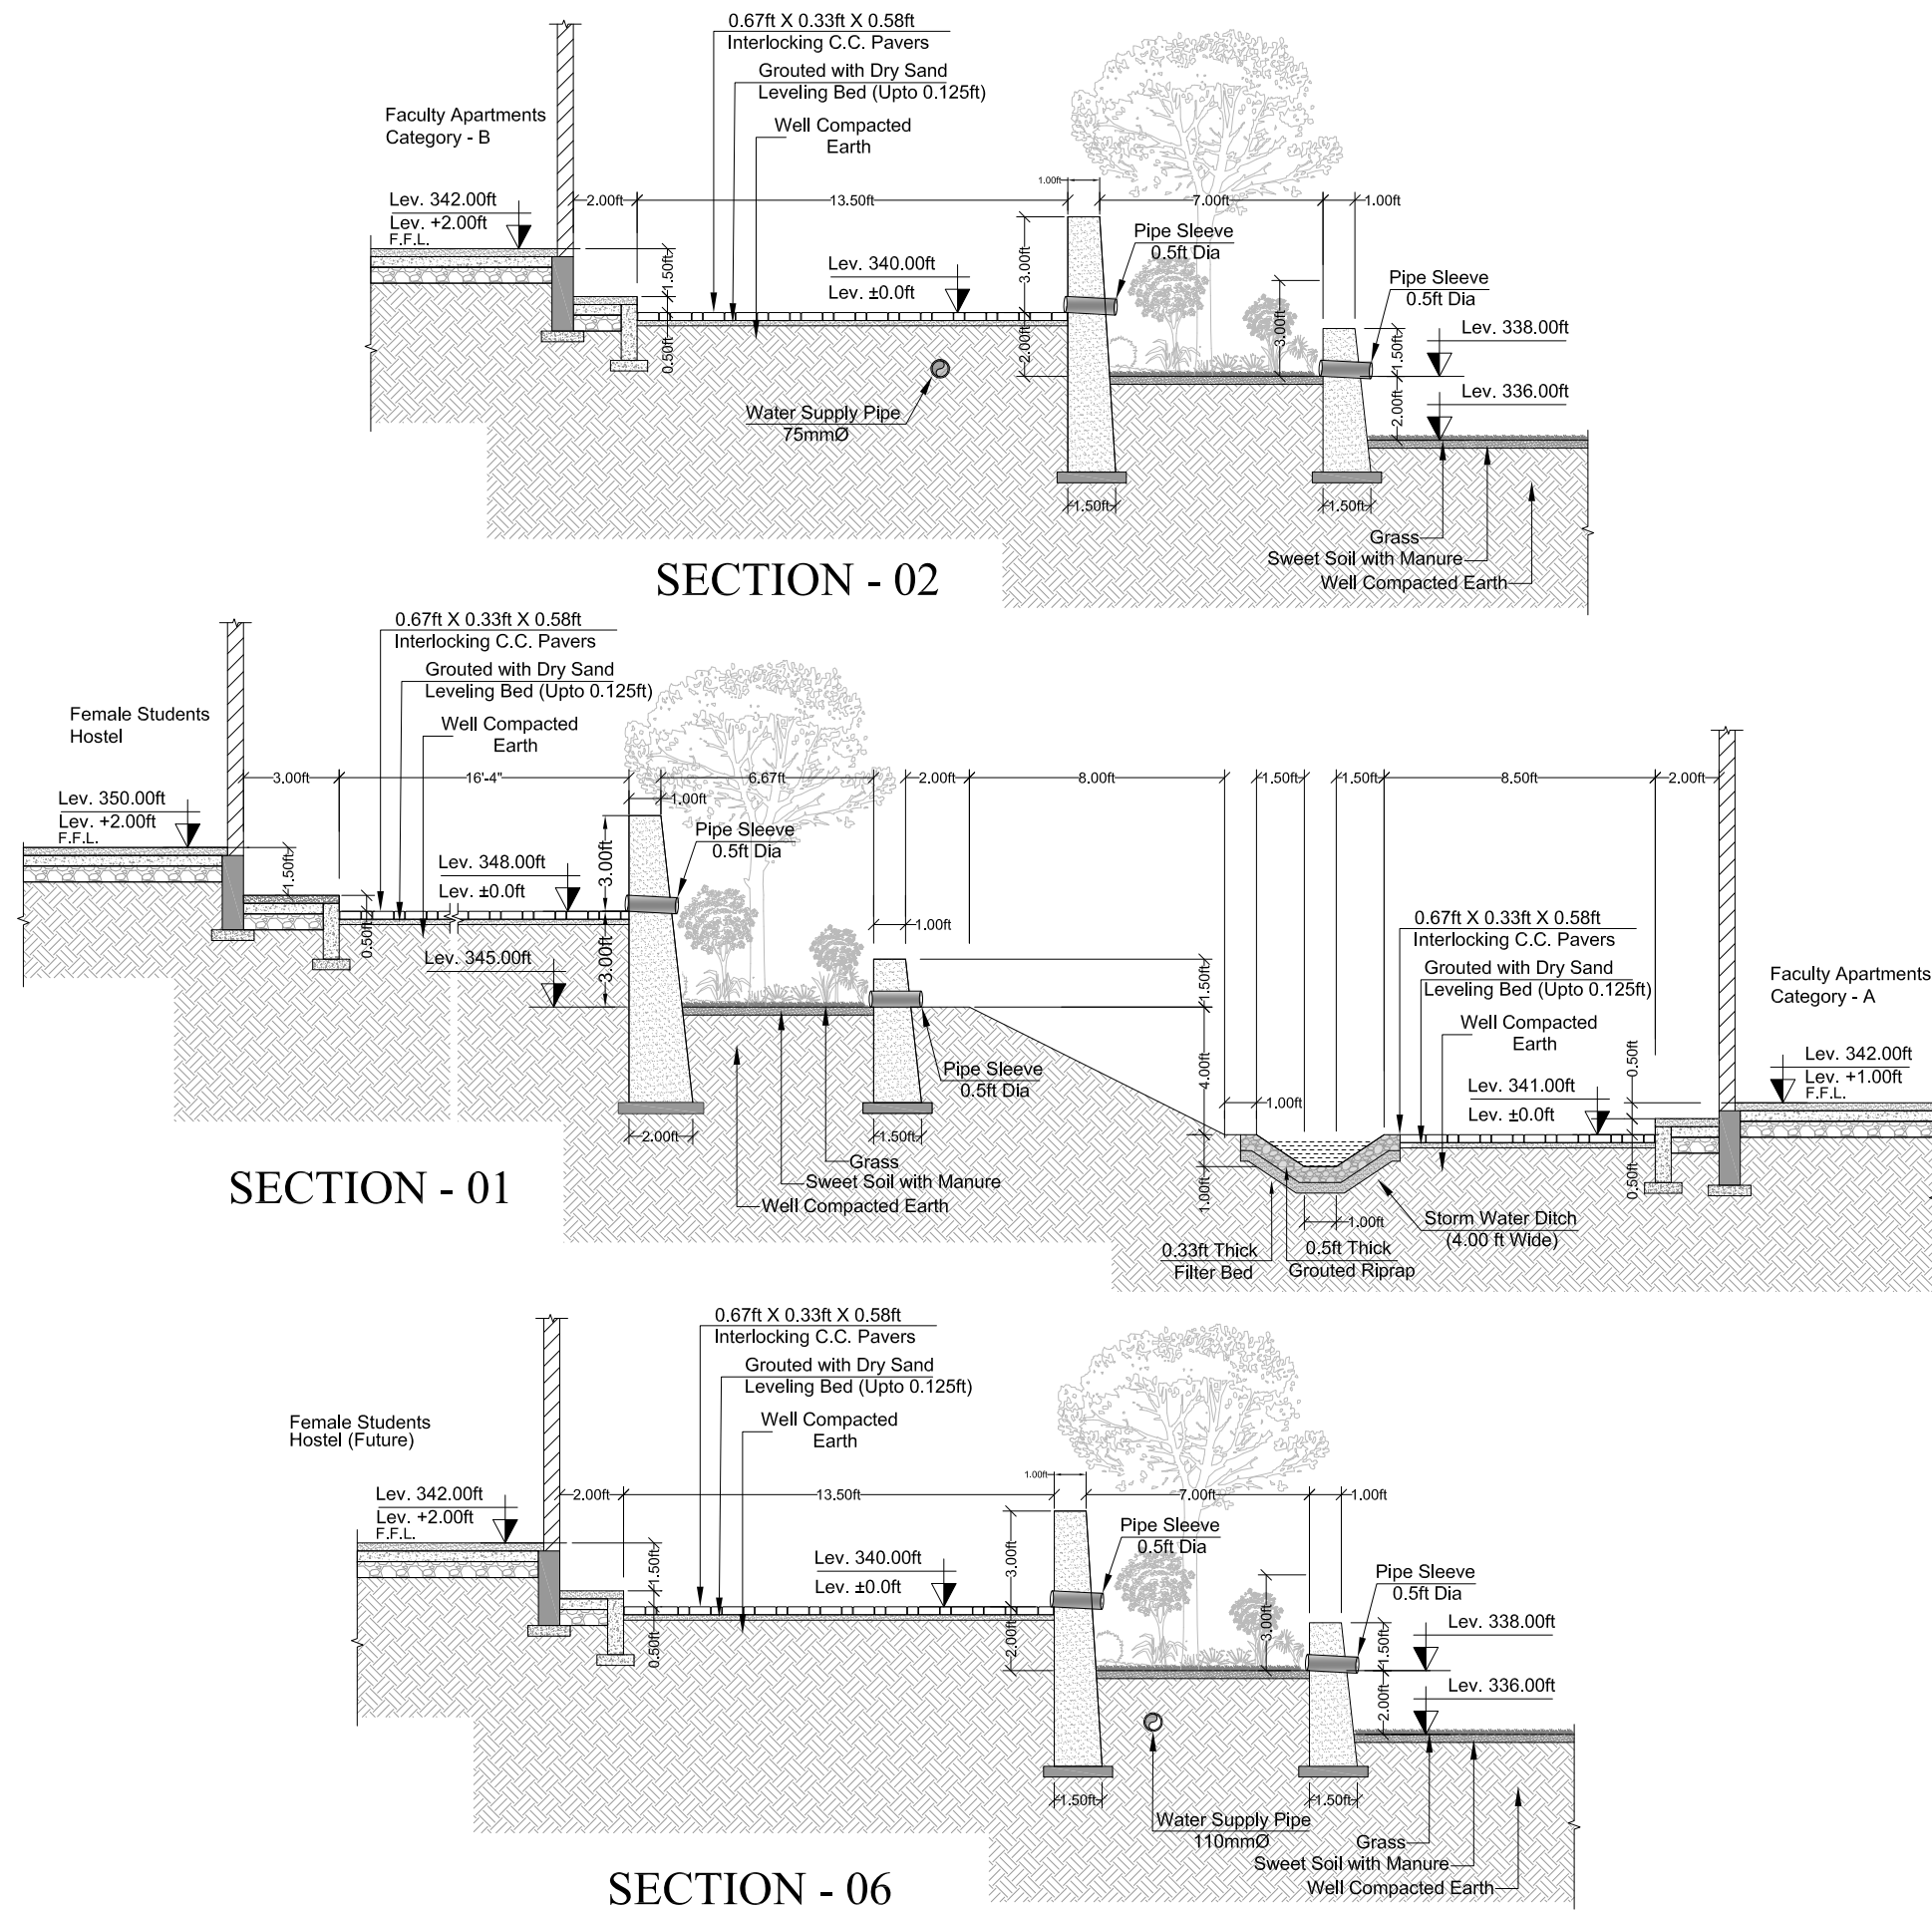 0.67ft X 0.33ft X 0.58ft
Interlocking C.C. Pavers
Grouted with Dry Sand
Leveling Bed (Upto 0.125ft)
Well Compacted
Earth
Faculty Apartments
Category - B
Lev. 342.00ft
Lev. +2.00ft
F.F.L.
2.00ft
13.50ft
1.00ft
7.00ft
1.00ft
Pipe Sleeve
0.5ft Dia
Lev. 340.00ft
Lev. ±0.0ft
1.50ft
0.50ft
3.00ft
2.00ft
3.00ft
Pipe Sleeve
0.5ft Dia
Lev. 338.00ft
1.50ft
Lev. 336.00ft
2.00ft
Water Supply Pipe
75mmØ
1.50ft
1.50ft
Grass
Sweet Soil with Manure
Well Compacted Earth
SECTION - 02
0.67ft X 0.33ft X 0.58ft
Interlocking C.C. Pavers
Grouted with Dry Sand
Leveling Bed (Upto 0.125ft)
Well Compacted
Earth
Female Students
Hostel
3.00ft
16'-4"
6.67ft
2.00ft
8.00ft
1.50ft
1.50ft
8.50ft
2.00ft
1.00ft
Lev. 350.00ft
Lev. +2.00ft
F.F.L.
Pipe Sleeve
0.5ft Dia
1.50ft
Lev. 348.00ft
Lev. ±0.0ft
3.00ft
0.50ft
Lev. 345.00ft
3.00ft
1.00ft
1.50ft
0.67ft X 0.33ft X 0.58ft
Interlocking C.C. Pavers
Grouted with Dry Sand
Leveling Bed (Upto 0.125ft)
Well Compacted
Earth
Faculty Apartments
Category - A
Lev. 342.00ft
Lev. +1.00ft
F.F.L.
0.50ft
Lev. 341.00ft
Lev. ±0.0ft
4.00ft
1.00ft
Pipe Sleeve
0.5ft Dia
2.00ft
1.50ft
Grass
Sweet Soil with Manure
Well Compacted Earth
1.00ft
0.50ft
1.00ft
Storm Water Ditch
(4.00 ft Wide)
0.33ft Thick
Filter Bed
0.5ft Thick
Grouted Riprap
SECTION - 01
0.67ft X 0.33ft X 0.58ft
Interlocking C.C. Pavers
Grouted with Dry Sand
Leveling Bed (Upto 0.125ft)
Well Compacted
Earth
Female Students
Hostel (Future)
Lev. 342.00ft
Lev. +2.00ft
F.F.L.
2.00ft
13.50ft
1.00ft
7.00ft
1.00ft
Pipe Sleeve
0.5ft Dia
Lev. 340.00ft
Lev. ±0.0ft
1.50ft
0.50ft
3.00ft
2.00ft
3.00ft
Pipe Sleeve
0.5ft Dia
Lev. 338.00ft
1.50ft
Lev. 336.00ft
2.00ft
1.50ft
1.50ft
Water Supply Pipe
110mmØ
Grass
Sweet Soil with Manure
Well Compacted Earth
SECTION - 06